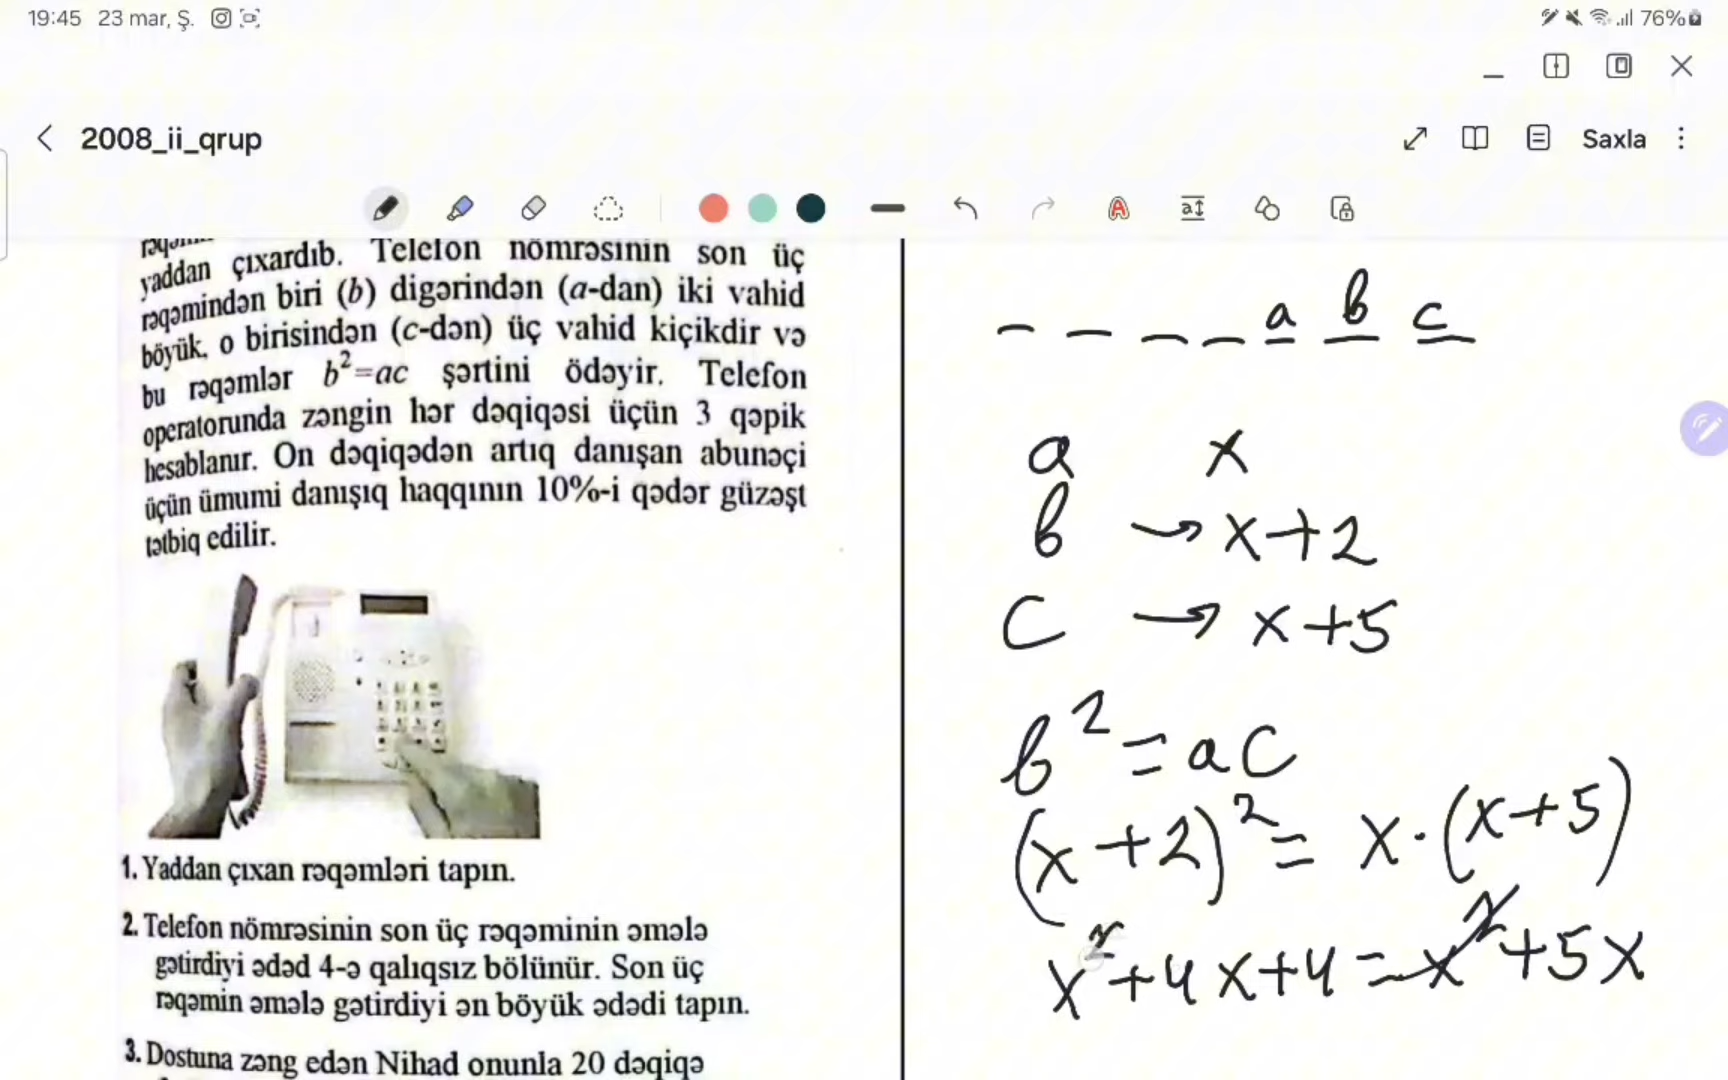 19:45 23 mar, Ş. 76%
2008_ii_qrup Saxla
yaddan çıxardıb. Telefon nömrəsinin son üç
rəqəmindən biri (b) digərindən (a-dan) iki vahid
böyük, o birisindən (c-dən) üç vahid kiçikdir və
bu rəqəmlər b²=ac şərtini ödəyir. Telefon
operatorunda zəngin hər dəqiqəsi üçün 3 qəpik
hesablanır. On dəqiqədən artıq danışan abunəçi
üçün ümumi danışıq haqqının 10%-i qədər güzəşt
tətbiq edilir.
1. Yaddan çıxan rəqəmləri tapın.
2. Telefon nömrəsinin son üç rəqəminin əmələ
gətirdiyi ədəd 4-ə qalıqsız bölünür. Son üç
rəqəmin əmələ gətirdiyi ən böyük ədədi tapın.
3. Dostuna zəng edən Nihad onunla 20 dəqiqə
_ _ _ _ a b c
a x
b → x+2
c → x+5
b² = ac
(x+2)² = x·(x+5)
x²+4x+4=x²+5x